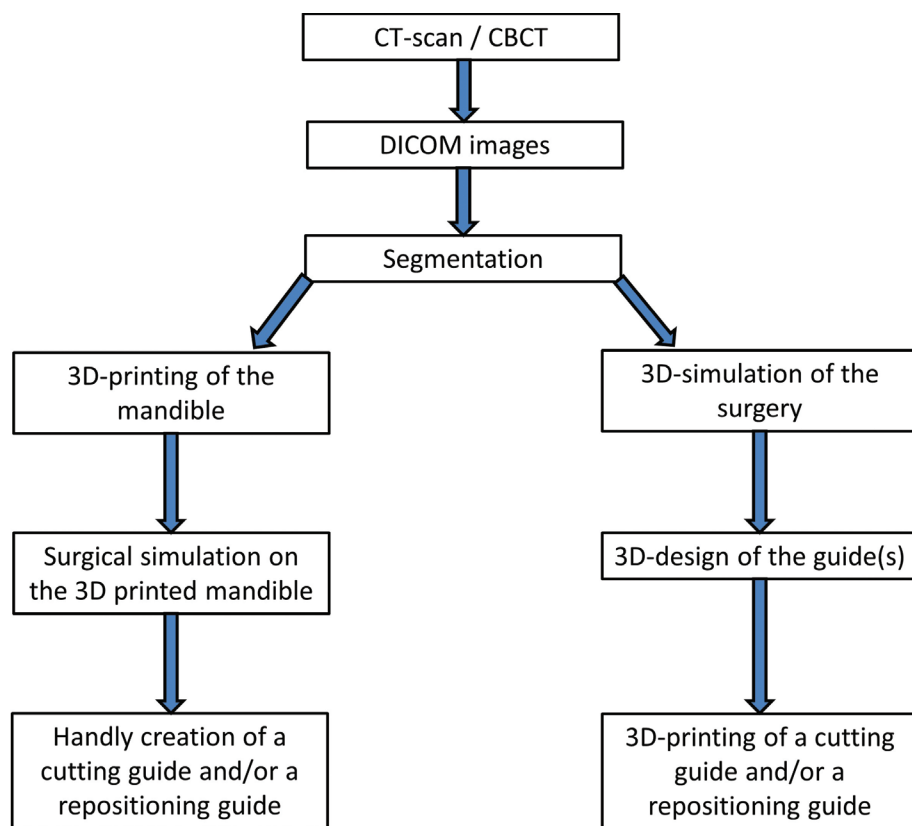 CT-scan / CBCT
DICOM images
Segmentation
3D-printing of the
mandible
Surgical simulation on
the 3D printed mandible
Handly creation of a
cutting guide and/or a
repositioning guide
3D-simulation of the
surgery
3D-design of the guide(s)
3D-printing of a cutting
guide and/or a
repositioning guide